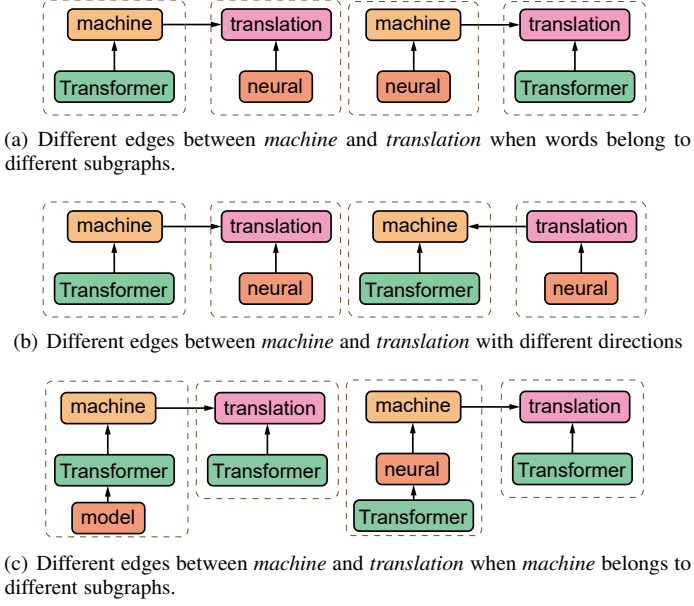 machine translation machine translation
Transformer neural neural Transformer
(a) Different edges between machine and translation when words belong to
different subgraphs.
machine translation machine translation
Transformer neural Transformer neural
(b) Different edges between machine and translation with different directions
machine translation machine translation
Transformer Transformer neural Transformer
model Transformer
(c) Different edges between machine and translation when machine belongs to
different subgraphs.